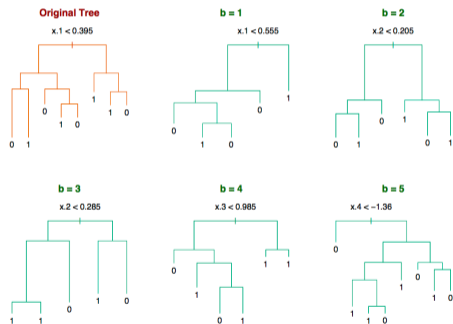 Original Tree
x.1 < 0.395
0 1
0
1 0
1
1 0
b = 1
x.1 < 0.555
0
1 0
0
1
b = 2
x.2 < 0.205
0 1
0
1
0 1
b = 3
x.2 < 0.285
1 1
0
1 0
b = 4
x.3 < 0.985
0
1
0 1
1 1
b = 5
x.4 < −1.36
0
1
1 0
1
0
1 0